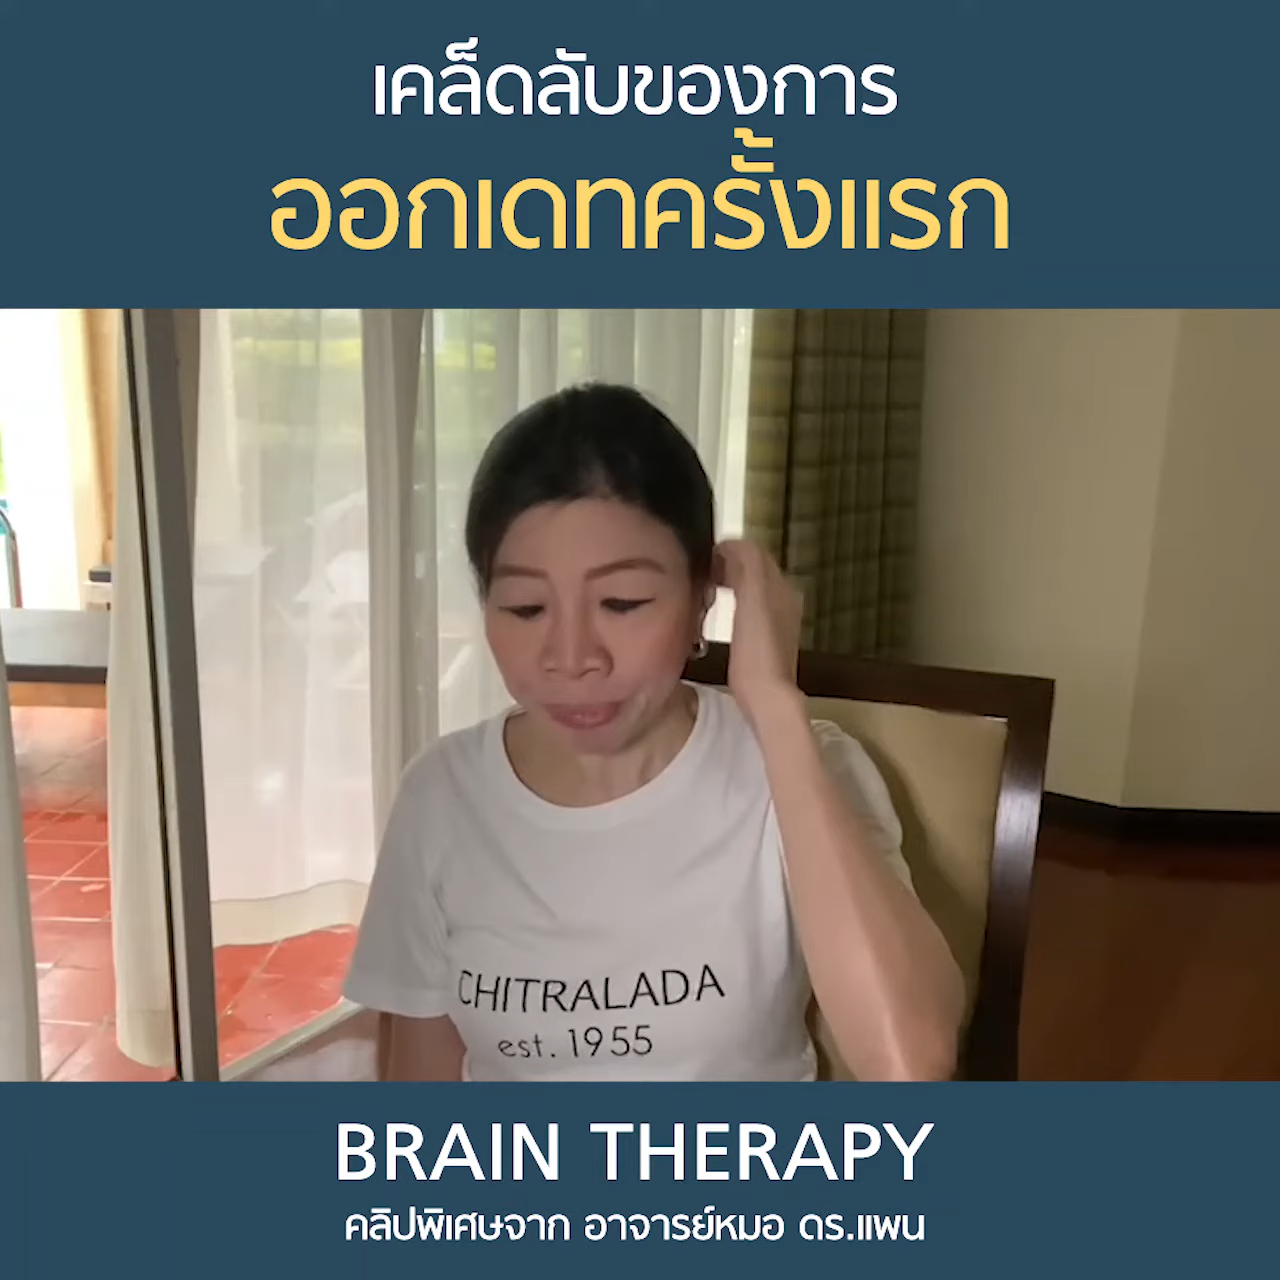 เคล็ดลับของการ
ออกเดทครั้งแรก
CHITRALADA
est. 1955
BRAIN THERAPY
คลิปพิเศษจาก อาจารย์หมอ ดร.แพน